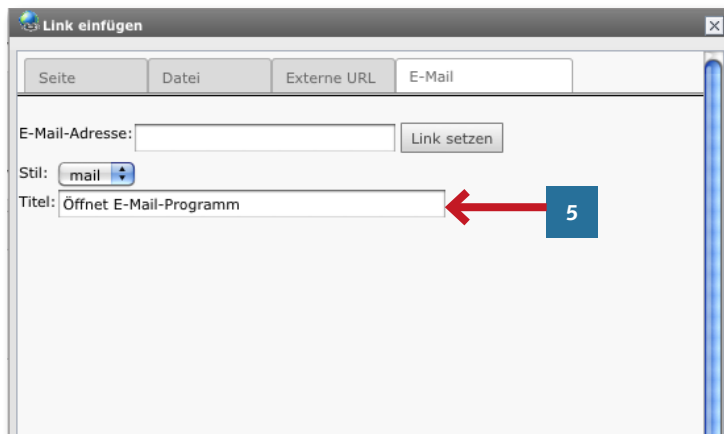 Link einfügen
Seite Datei Externe URL E-Mail
E-Mail-Adresse: Link setzen
Stil: mail
Titel: Öffnet E-Mail-Programm
5